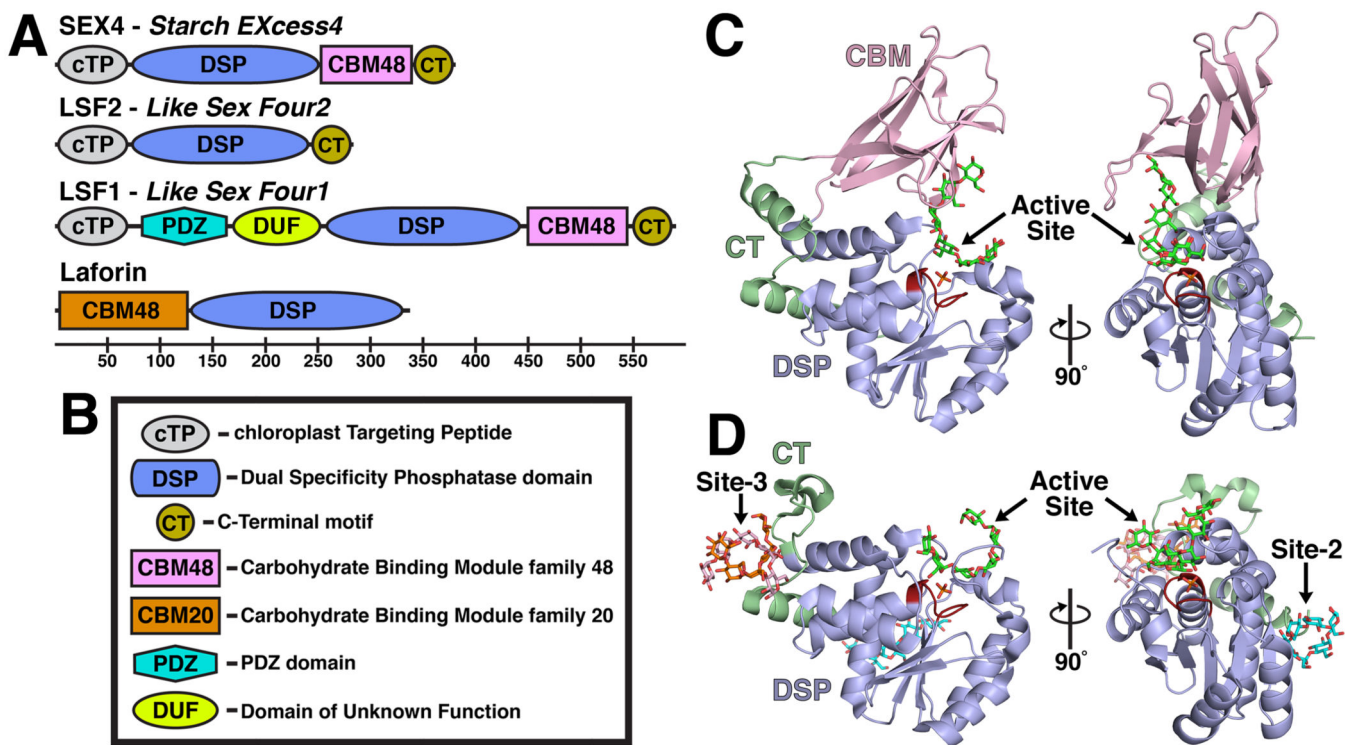 A
SEX4 - Starch EXcess4
cTP DSP CBM48 CT
LSF2 - Like Sex Four2
cTP DSP CT
LSF1 - Like Sex Four1
cTP PDZ DUF DSP CBM48 CT
Laforin
CBM48 DSP
50 100 150 200 250 300 350 400 450 500 550
B
cTP – chloroplast Targeting Peptide
DSP – Dual Specificity Phosphatase domain
CT – C-Terminal motif
CBM48 – Carbohydrate Binding Module family 48
CBM20 – Carbohydrate Binding Module family 20
PDZ – PDZ domain
DUF – Domain of Unknown Function
C
CBM
Active
Site
CT
DSP
90°
D
CT
Site-3
Active
Site
Site-2
DSP
90°